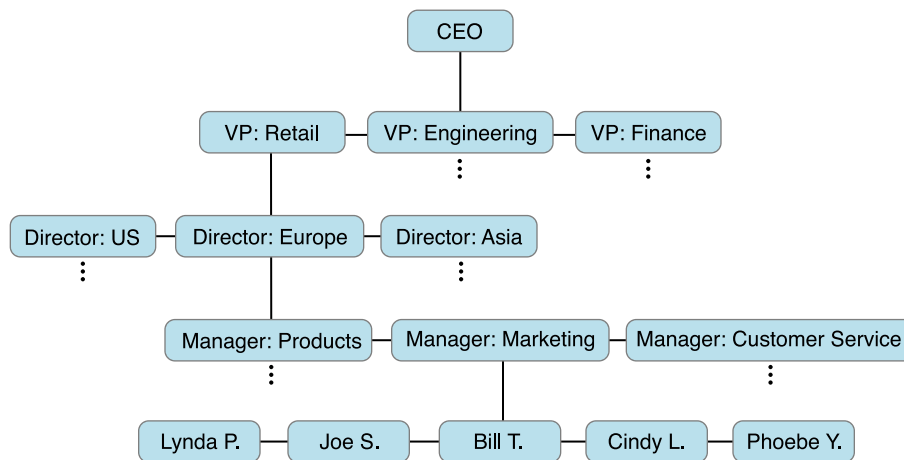 CEO
VP: Retail
VP: Engineering
VP: Finance
Director: US
Director: Europe
Director: Asia
Manager: Products
Manager: Marketing
Manager: Customer Service
Lynda P.
Joe S.
Bill T.
Cindy L.
Phoebe Y.